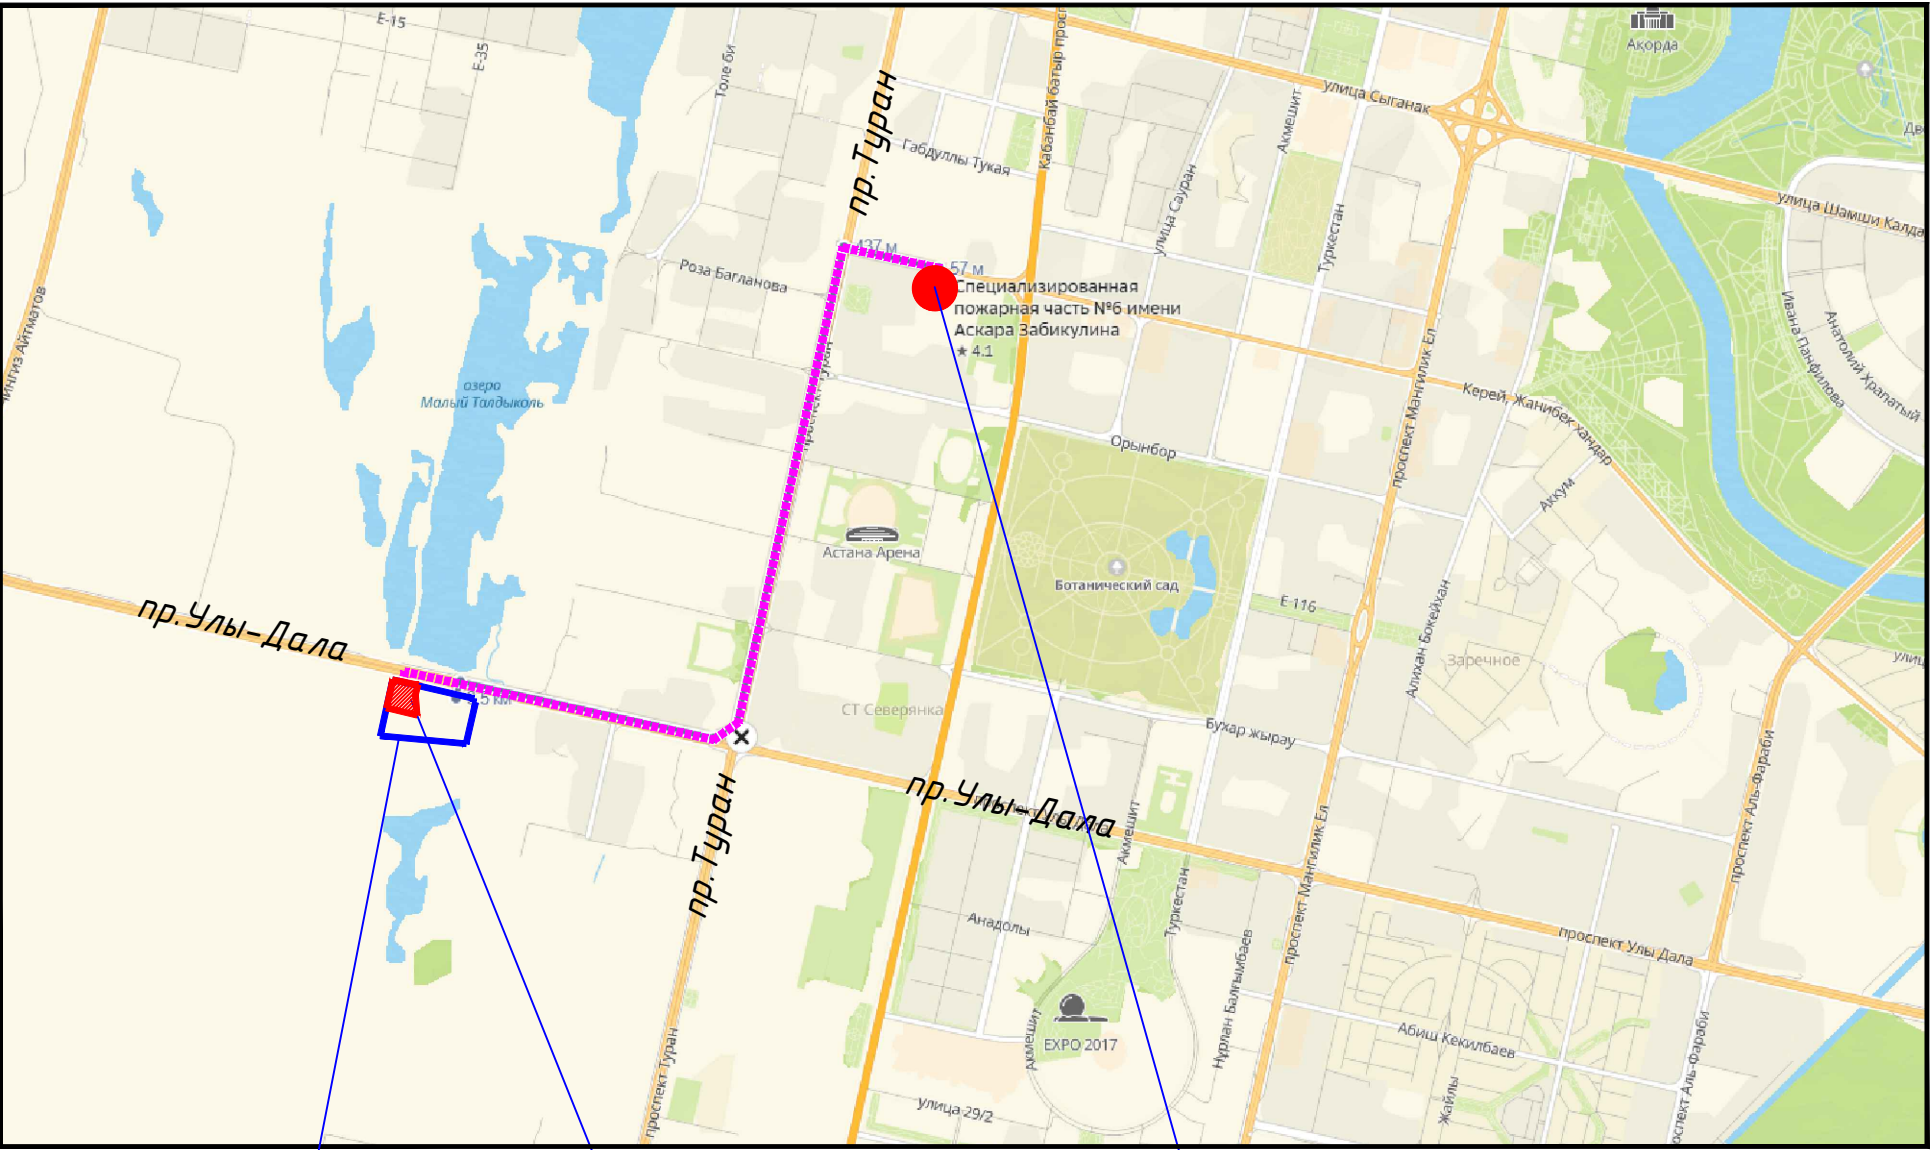 E-15
E-35
Толе би
пр.Туран
Кабанбай батыр
улица Сыганак
Акорда
Акмешит
Габдуллы Тукая
улица Сауран
Туркестан
улица Шамши Калда
437 м
57 м
Роза Багланова
Специализированная
пожарная часть №6 имени
Аскара Забикулина
★ 4.1
Ивана Панфилова
Анатолий Храпатый
озеро
Малый Талдыколь
проспект Мангилик Ел
Керей, Жанибек хандар
Орынбор
Аккум
Астана Арена
Ботанический сад
E-116
Алихан Бокейхан
Заречное
пр.Улы-Дала
СТ Северянка
Бухар жырау
проспект Аль-Фараби
пр.Туран
пр.Улы-Дала
Акмешит
Туркестан
проспект Мангилик Ел
Анадолы
проспект Улы Дала
Нурлан Балгымбаев
Акмешит
EXPO 2017
Абиш Кекилбаев
проспект Туран
улица 29/2
Жайлы